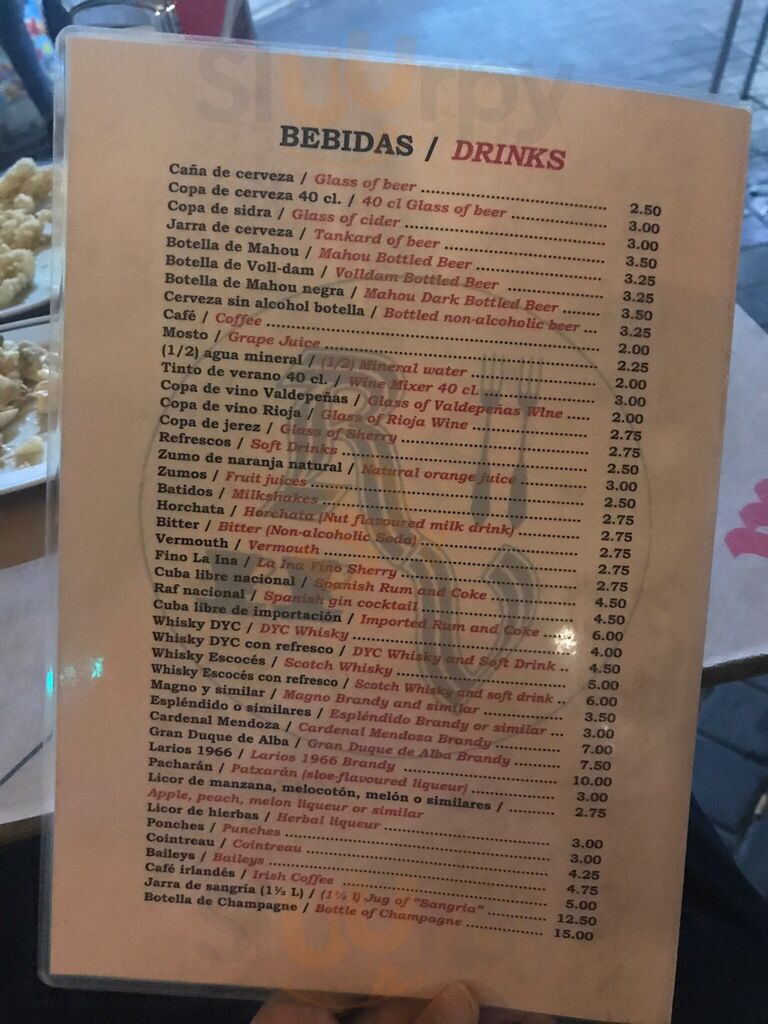 Sluurpy
BEBIDAS / DRINKS
Caña de cerveza / Glass of beer ........ 2.50
Copa de cerveza 40 cl. / 40 cl Glass of beer ........ 3.00
Copa de sidra / Glass of cider ........ 3.00
Jarra de cerveza / Tankard of beer ........ 3.50
Botella de Mahou / Mahou Bottled Beer ........ 3.25
Botella de Voll-dam / Volldam Bottled Beer ........ 3.25
Botella de Mahou negra / Mahou Dark Bottled Beer ........ 3.50
Cerveza sin alcohol botella / Bottled non-alcoholic beer ... 3.25
Café / Coffee ........ 2.00
Mosto / Grape Juice ........ 2.25
(1/2) agua mineral / (1/2) Mineral water ........ 2.00
Tinto de verano 40 cl. / Wine Mixer 40 cl. ........ 3.00
Copa de vino Valdepeñas / Glass of Valdepeñas Wine ..... 2.00
Copa de vino Rioja / Glass of Rioja Wine ........ 2.75
Copa de jerez / Glass of Sherry ........ 2.75
Refrescos / Soft Drinks ........ 2.50
Zumo de naranja natural / Natural orange juice ........ 3.00
Zumos / Fruit juices ........ 2.50
Batidos / Milkshakes ........ 2.75
Horchata / Horchata (Nut flavoured milk drink) ........ 2.75
Bitter / Bitter (Non-alcoholic Soda) ........ 2.75
Vermouth / Vermouth ........ 2.75
Fino La Ina / La Ina Fino Sherry ........ 2.75
Cuba libre nacional / Spanish Rum and Coke ........ 4.50
Raf nacional / Spanish gin cocktail ........ 4.50
Cuba libre de importación / Imported Rum and Coke ..... 6.00
Whisky DYC / DYC Whisky ........ 4.00
Whisky DYC con refresco / DYC Whisky and Soft Drink .. 4.50
Whisky Escocés / Scotch Whisky ........ 5.00
Whisky Escocés con refresco / Scotch Whisky and soft drink .. 6.00
Magno y similar / Magno Brandy and similar ........ 3.50
Espléndido o similares / Espléndido Brandy or similar ... 3.00
Cardenal Mendoza / Cardenal Mendoza Brandy ........ 7.00
Gran Duque de Alba / Gran Duque de Alba Brandy ........ 7.50
Larios 1966 / Larios 1966 Brandy ........ 10.00
Pacharán / Patxarán (sloe-flavoured liqueur) ........ 3.00
Licor de manzana, melocotón, melón o similares / ........ 2.75
Apple, peach, melon liqueur or similar
Licor de hierbas / Herbal liqueur ........ 3.00
Ponches / Punches ........ 3.00
Cointreau / Cointreau ........ 4.25
Baileys / Baileys ........ 4.75
Café irlandés / Irish Coffee ........ 5.00
Jarra de sangría (1½ L) / (1½ l) Jug of "Sangria" ........ 12.50
Botella de Champagne / Bottle of Champagne ........ 15.00